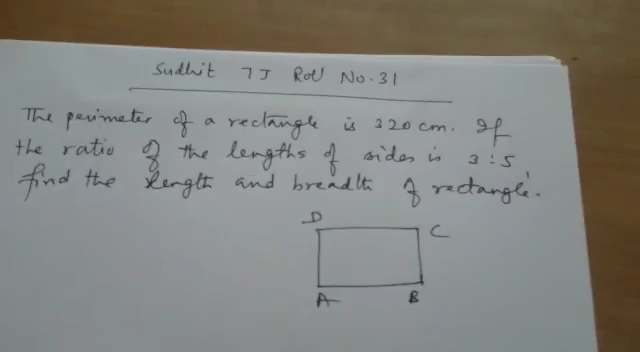 Sudhit 7J Roll No. 31
The perimeter of a rectangle is 320 cm. If
the ratio of the lengths of sides is 3:5
find the length and breadth of rectangle.
D
C
A
B